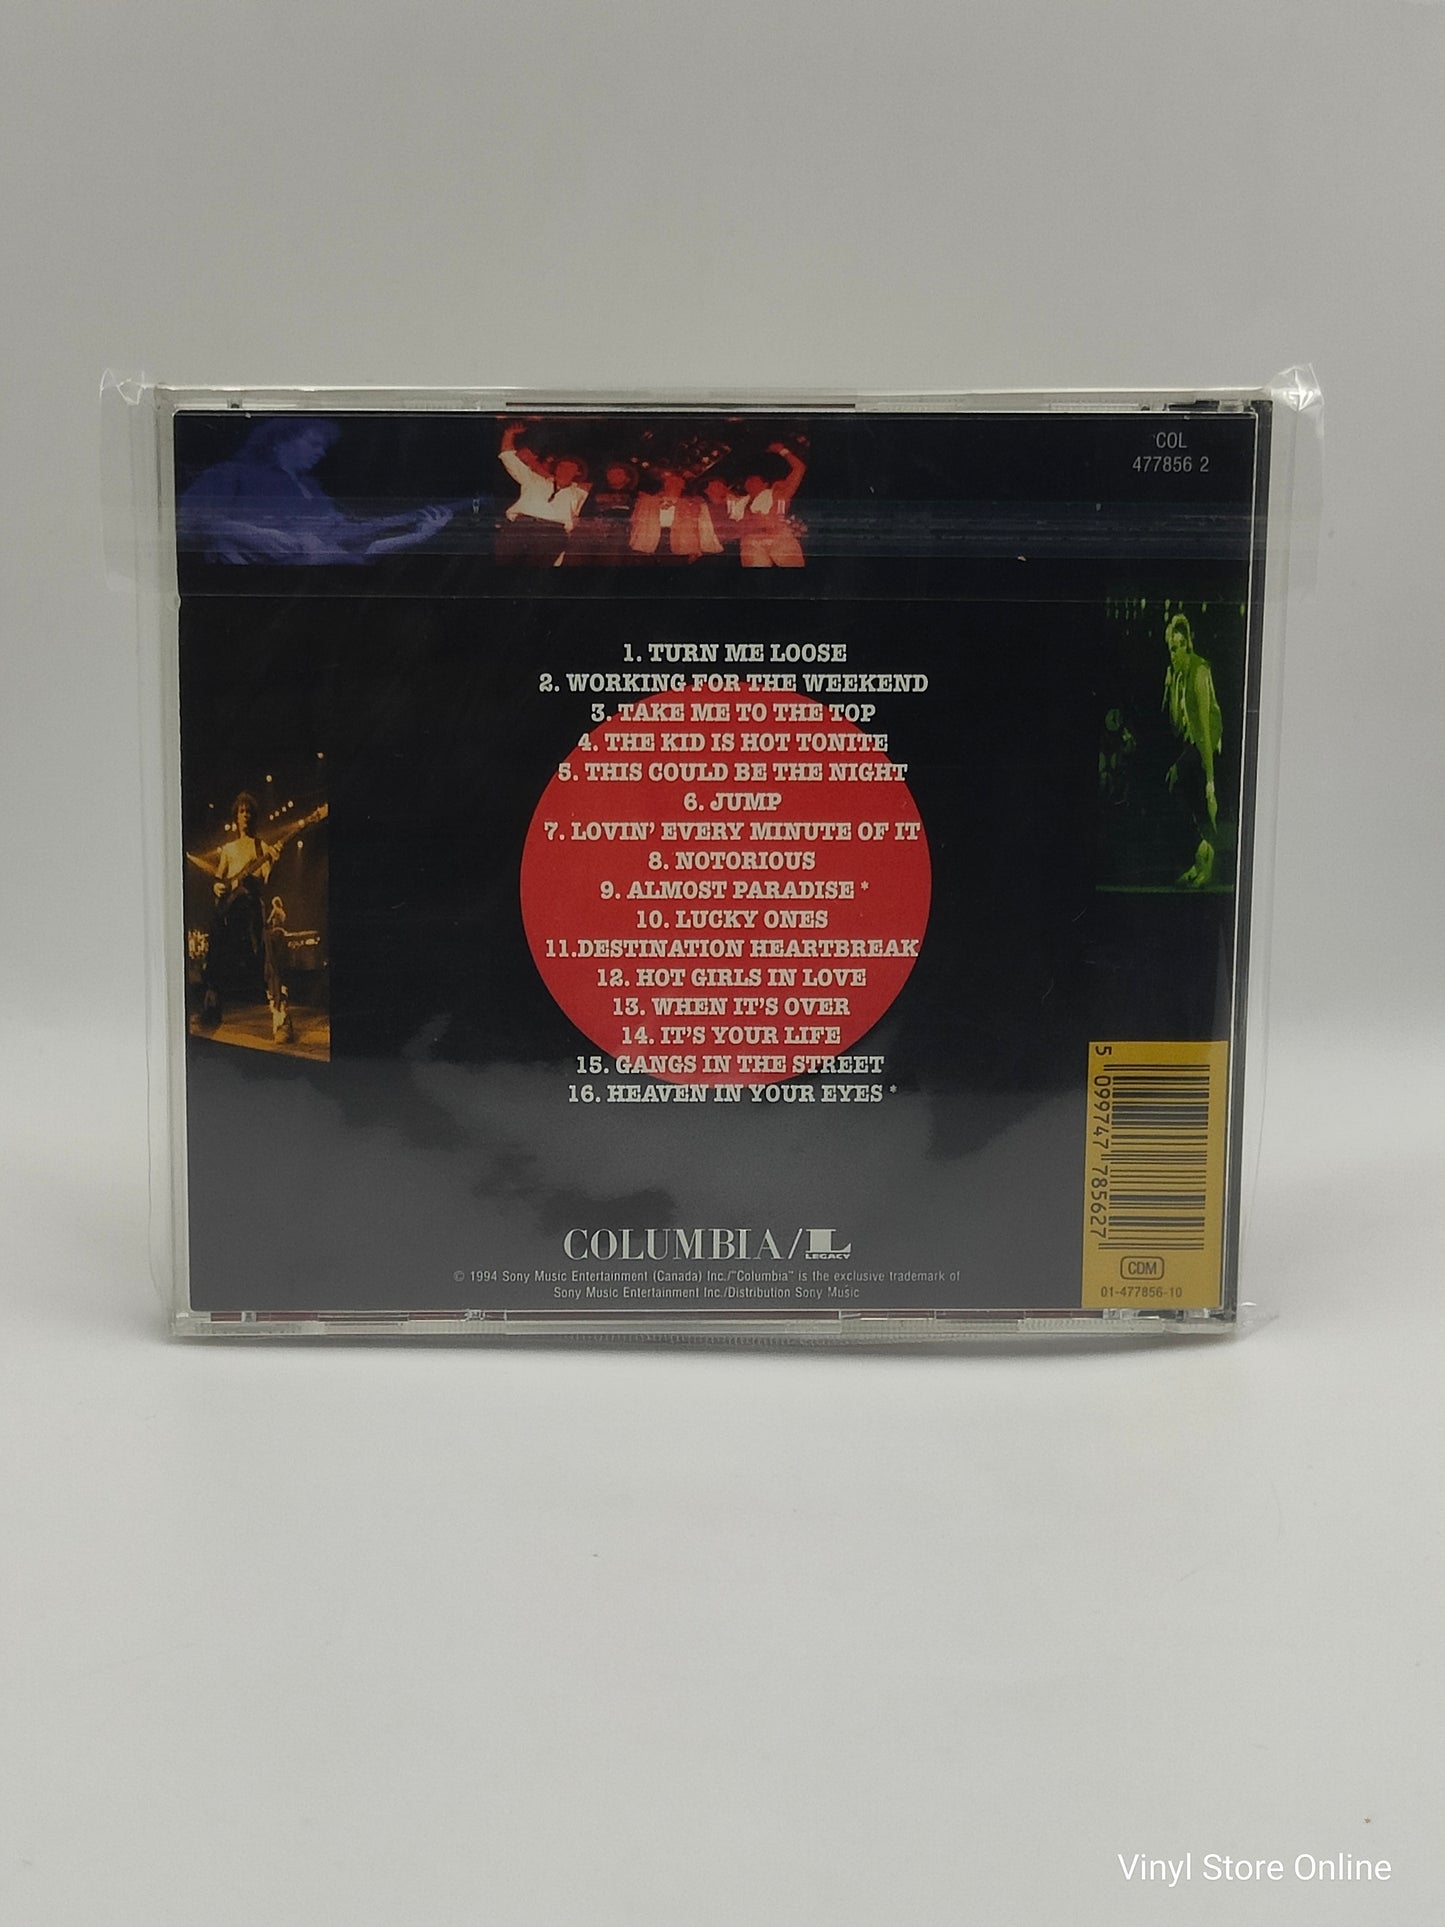 COL
477856 2
1. TURN ME LOOSE
2. WORKING FOR THE WEEKEND
3. TAKE ME TO THE TOP
4. THE KID IS HOT TONITE
5. THIS COULD BE THE NIGHT
6. JUMP
7. LOVIN' EVERY MINUTE OF IT
8. NOTORIOUS
9. ALMOST PARADISE *
10. LUCKY ONES
11.DESTINATION HEARTBREAK
12. HOT GIRLS IN LOVE
13. WHEN IT'S OVER
14. IT'S YOUR LIFE
15. GANGS IN THE STREET
16. HEAVEN IN YOUR EYES *
5 099747 785627
COLUMBIA/L
LEGACY
CDM
01-477856-10
© 1994 Sony Music Entertainment (Canada) Inc./"Columbia" is the exclusive trademark of
Sony Music Entertainment Inc./Distribution Sony Music
Vinyl Store Online